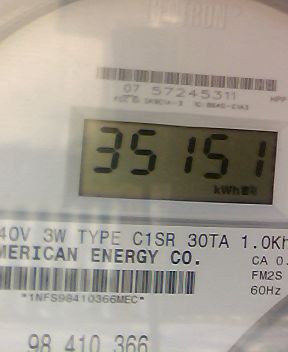 CENTRON
07 57245311
35151
kWh
40V 3W TYPE C1SR 30TA 1.0Kh
MERICAN ENERGY CO.
CA 0.
FM2S
*1NFS98410366MEC*
60Hz
98 410 366